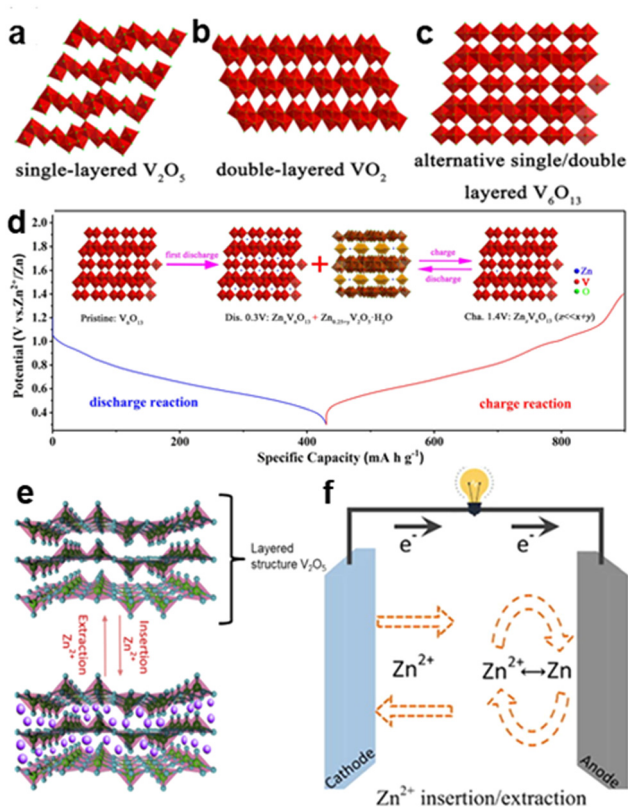 a
b
c
single-layered V₂O₅
double-layered VO₂
alternative single/double
layered V₆O₁₃
d
Potential (V vs.Zn²⁺/Zn)
2.0
1.8
1.6
1.4
1.2
1.0
0.8
0.6
0.4
first discharge
charge
discharge
Zn
V
O
Pristine: V₆O₁₃
Dis. 0.3V: ZnₓV₆O₁₃ + Zn₀.₂₅₊ᵧV₂O₅·H₂O
Cha. 1.4V: Zn_zV₆O₁₃ (z<<x+y)
discharge reaction
charge reaction
0
200
400
600
800
Specific Capacity (mA h g⁻¹)
e
Layered
structure V₂O₅
Extraction
Zn²⁺
Insertion
Zn²⁺
f
e⁻
e⁻
Zn²⁺
Zn²⁺↔Zn
Cathode
Anode
Zn²⁺ insertion/extraction